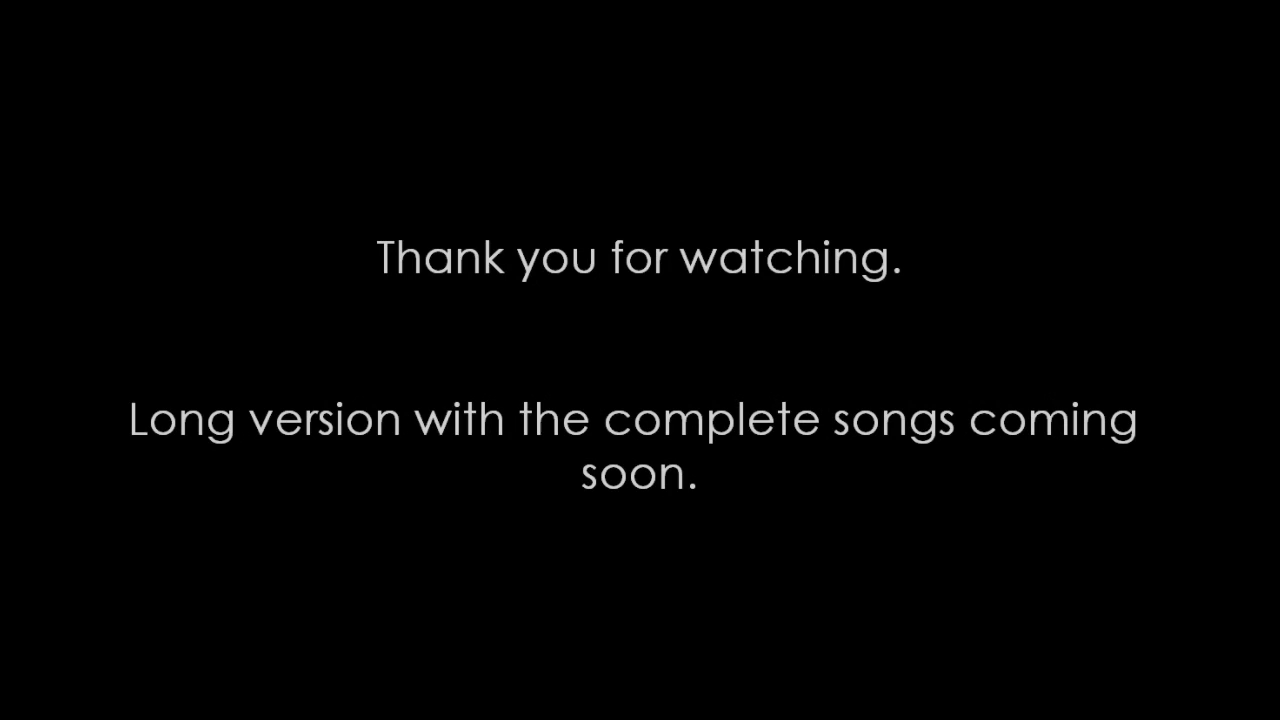 Thank you for watching.
Long version with the complete songs coming
soon.